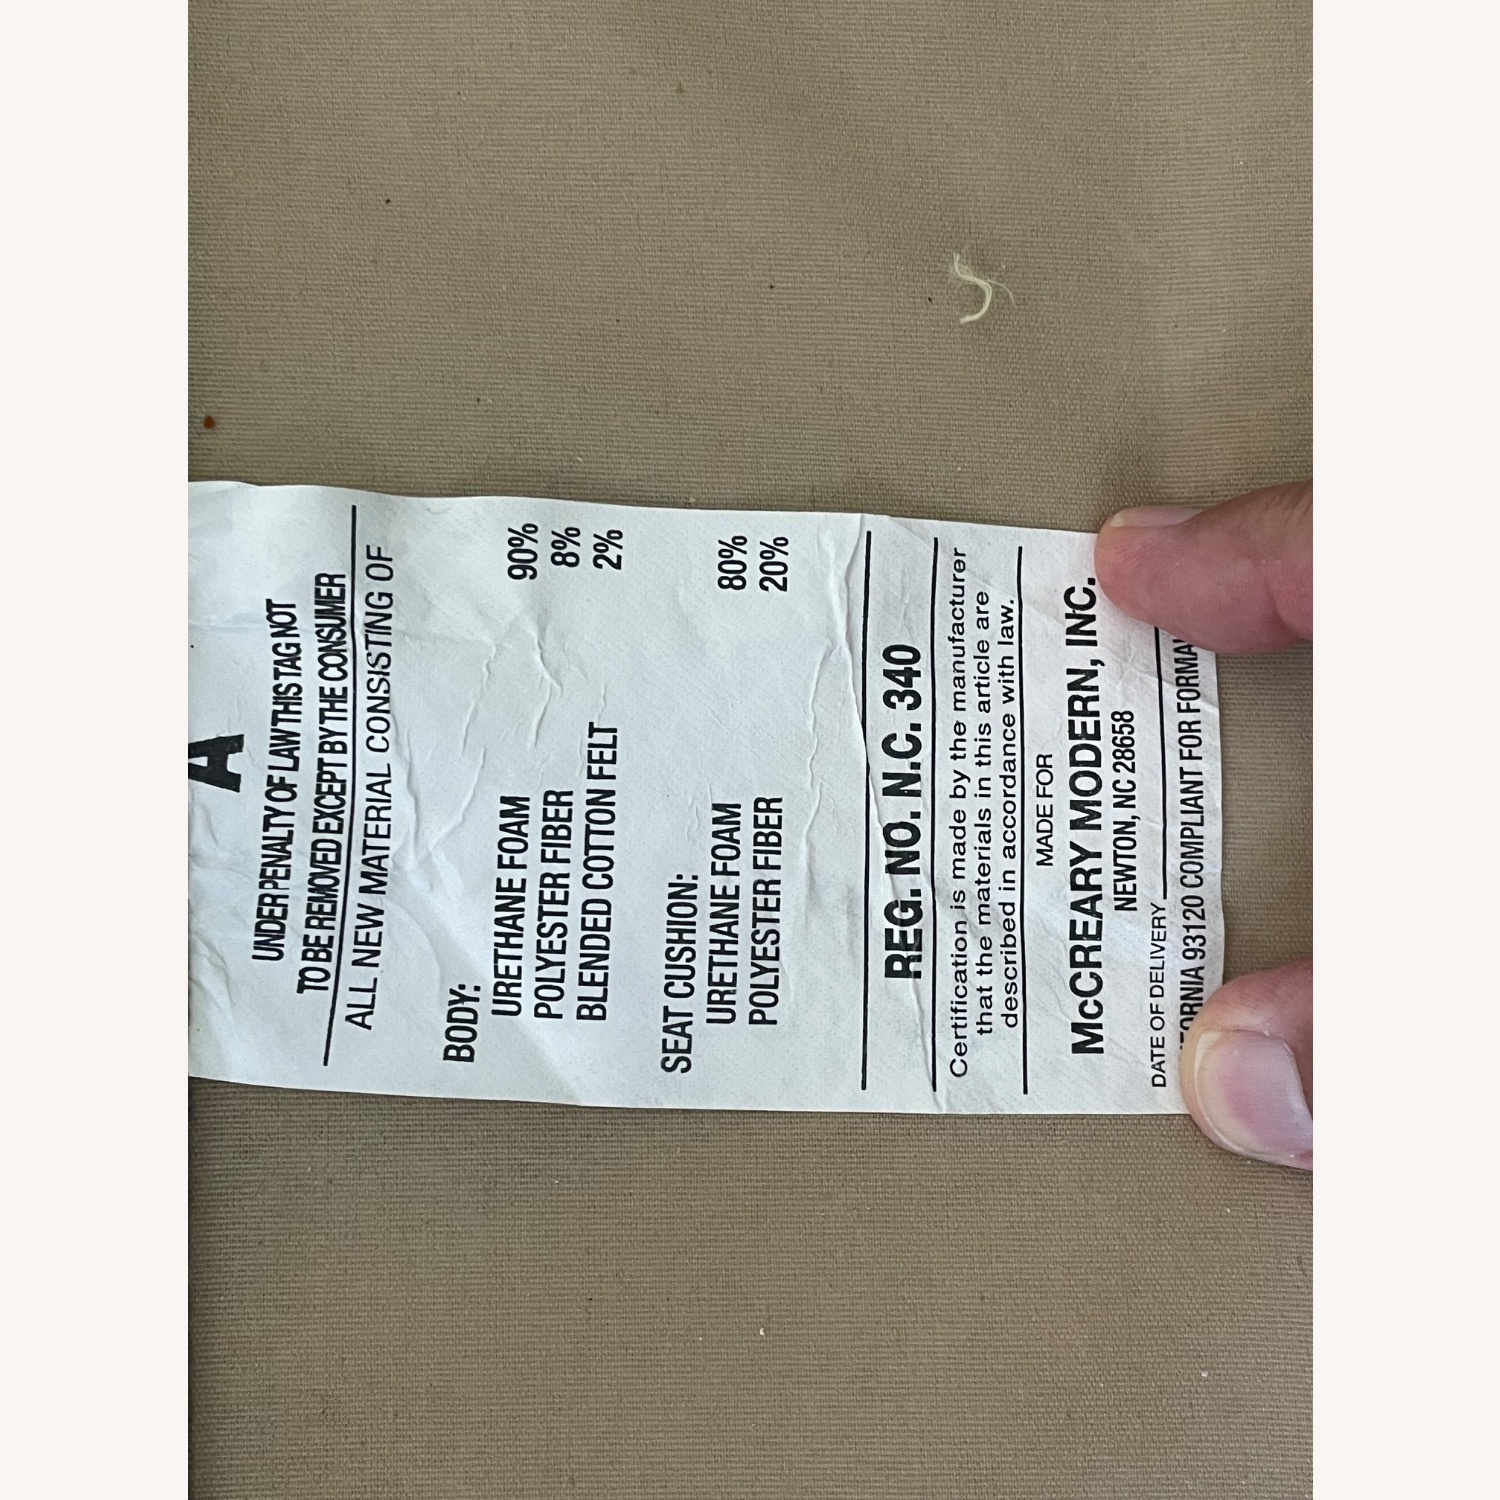 A
UNDER PENALTY OF LAW THIS TAG NOT
TO BE REMOVED EXCEPT BY THE CONSUMER
ALL NEW MATERIAL CONSISTING OF
BODY:
URETHANE FOAM 90%
POLYESTER FIBER 8%
BLENDED COTTON FELT 2%
SEAT CUSHION:
URETHANE FOAM 80%
POLYESTER FIBER 20%
REG. NO. N.C. 340
Certification is made by the manufacturer
that the materials in this article are
described in accordance with law.
MADE FOR
McCREARY MODERN, INC.
NEWTON, NC 28658
DATE OF DELIVERY
93120 COMPLIANT FOR